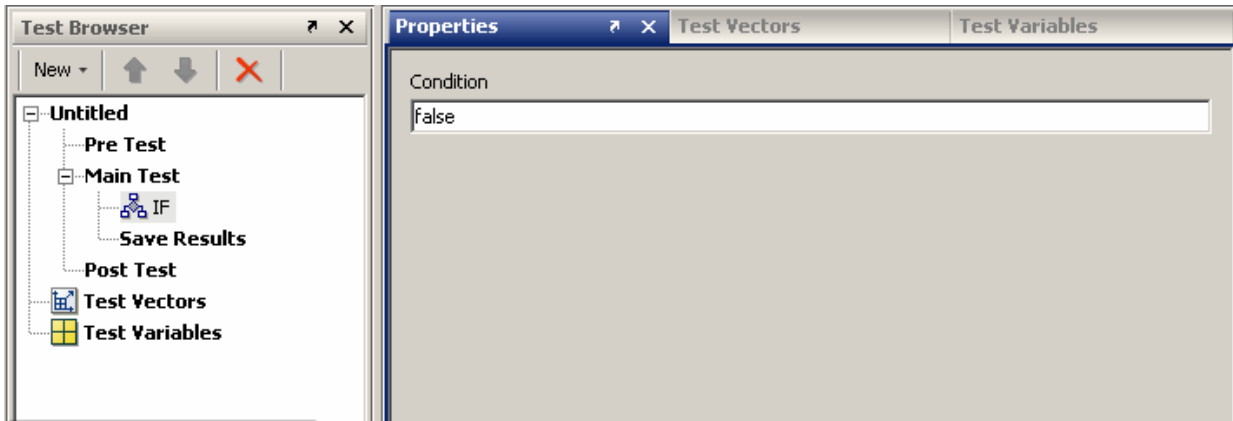 Test Browser
New
Untitled
Pre Test
Main Test
IF
Save Results
Post Test
Test Vectors
Test Variables
Properties
Test Vectors
Test Variables
Condition
false